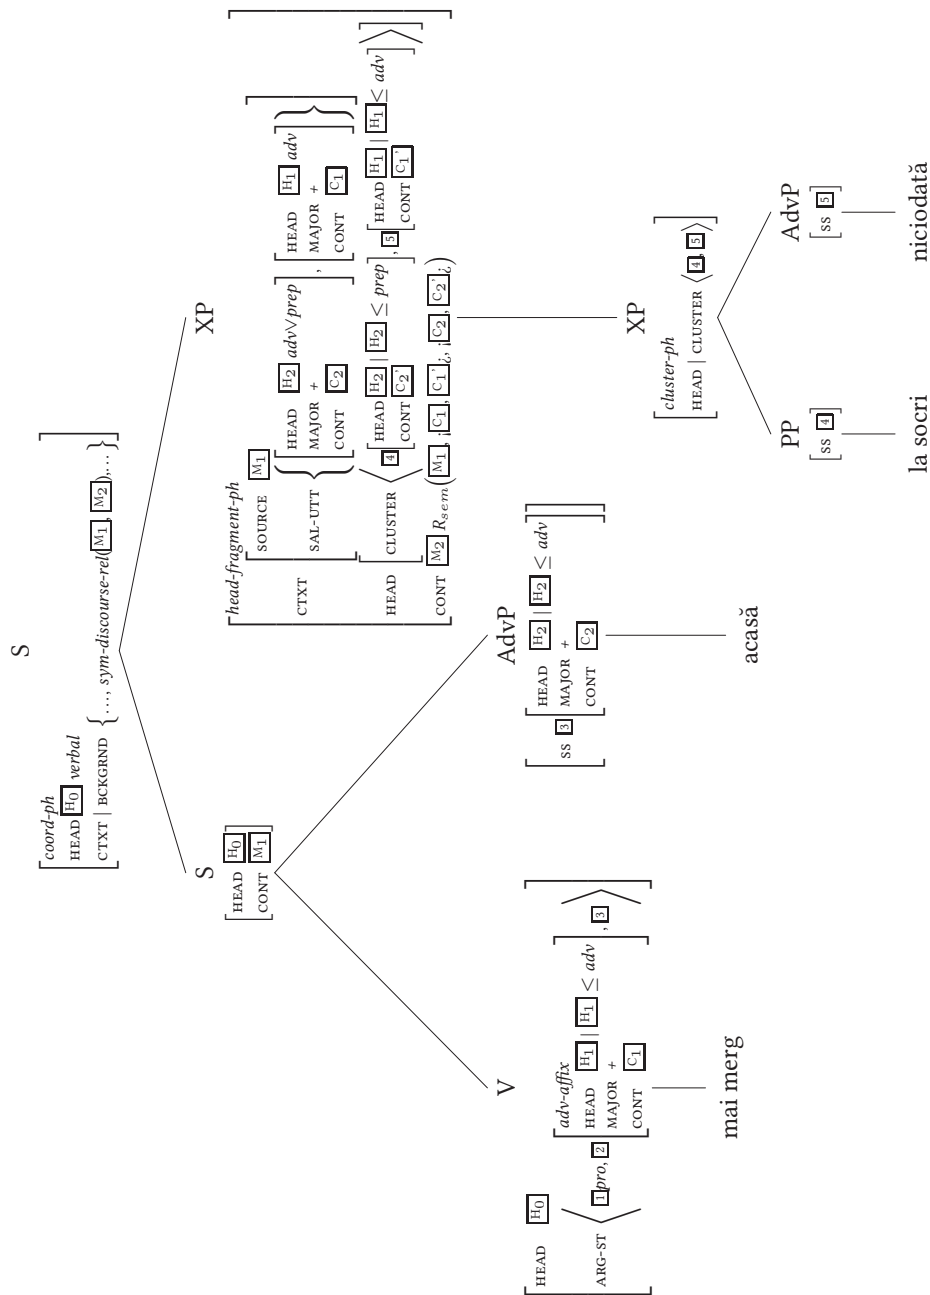 S
coord-ph
HEAD H0 verbal
CTXT | BCKGRND {…, sym-discourse-rel(M1, M2),…}
S
HEAD H0
CONT M1
XP
head-fragment-ph
CTXT
SOURCE M1
SAL-UTT
HEAD H2 adv∨prep
MAJOR +
CONT C2
,
HEAD H1 adv
MAJOR +
CONT C1
HEAD
CLUSTER
4
HEAD H2 | H2 ≤ prep
CONT C2'
, 5
HEAD H1 | H1 ≤ adv
CONT C1'
CONT M2 Rsem(M1, ¡C1, C1'¿, ¡C2, C2'¿)
V
HEAD H0
ARG-ST ⟨1 pro, 2
adv-affix
HEAD H1 | H1 ≤ adv
MAJOR +
CONT C1
, 3⟩
mai merg
AdvP
ss 3
HEAD H2 | H2 ≤ adv
MAJOR +
CONT C2
acasă
XP
cluster-ph
HEAD | CLUSTER ⟨4, 5⟩
PP
ss 4
la socri
AdvP
ss 5
niciodată